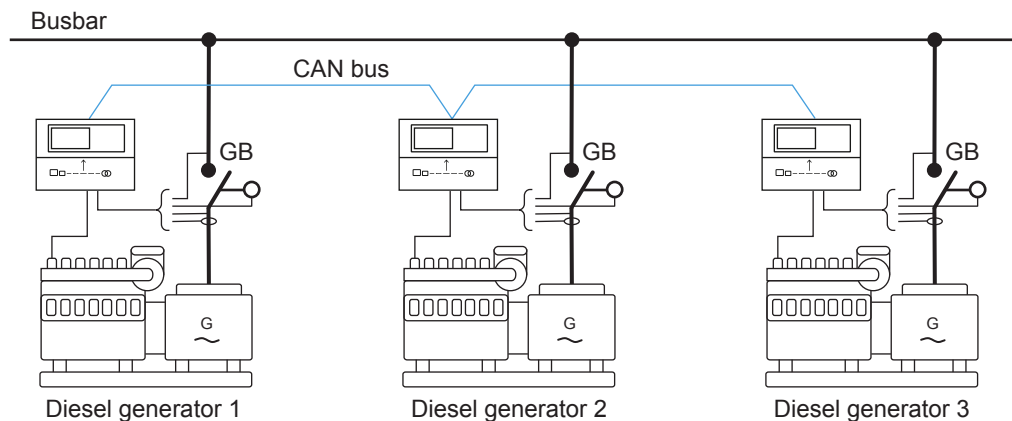 Busbar
CAN bus
GB
GB
GB
G
G
G
Diesel generator 1
Diesel generator 2
Diesel generator 3